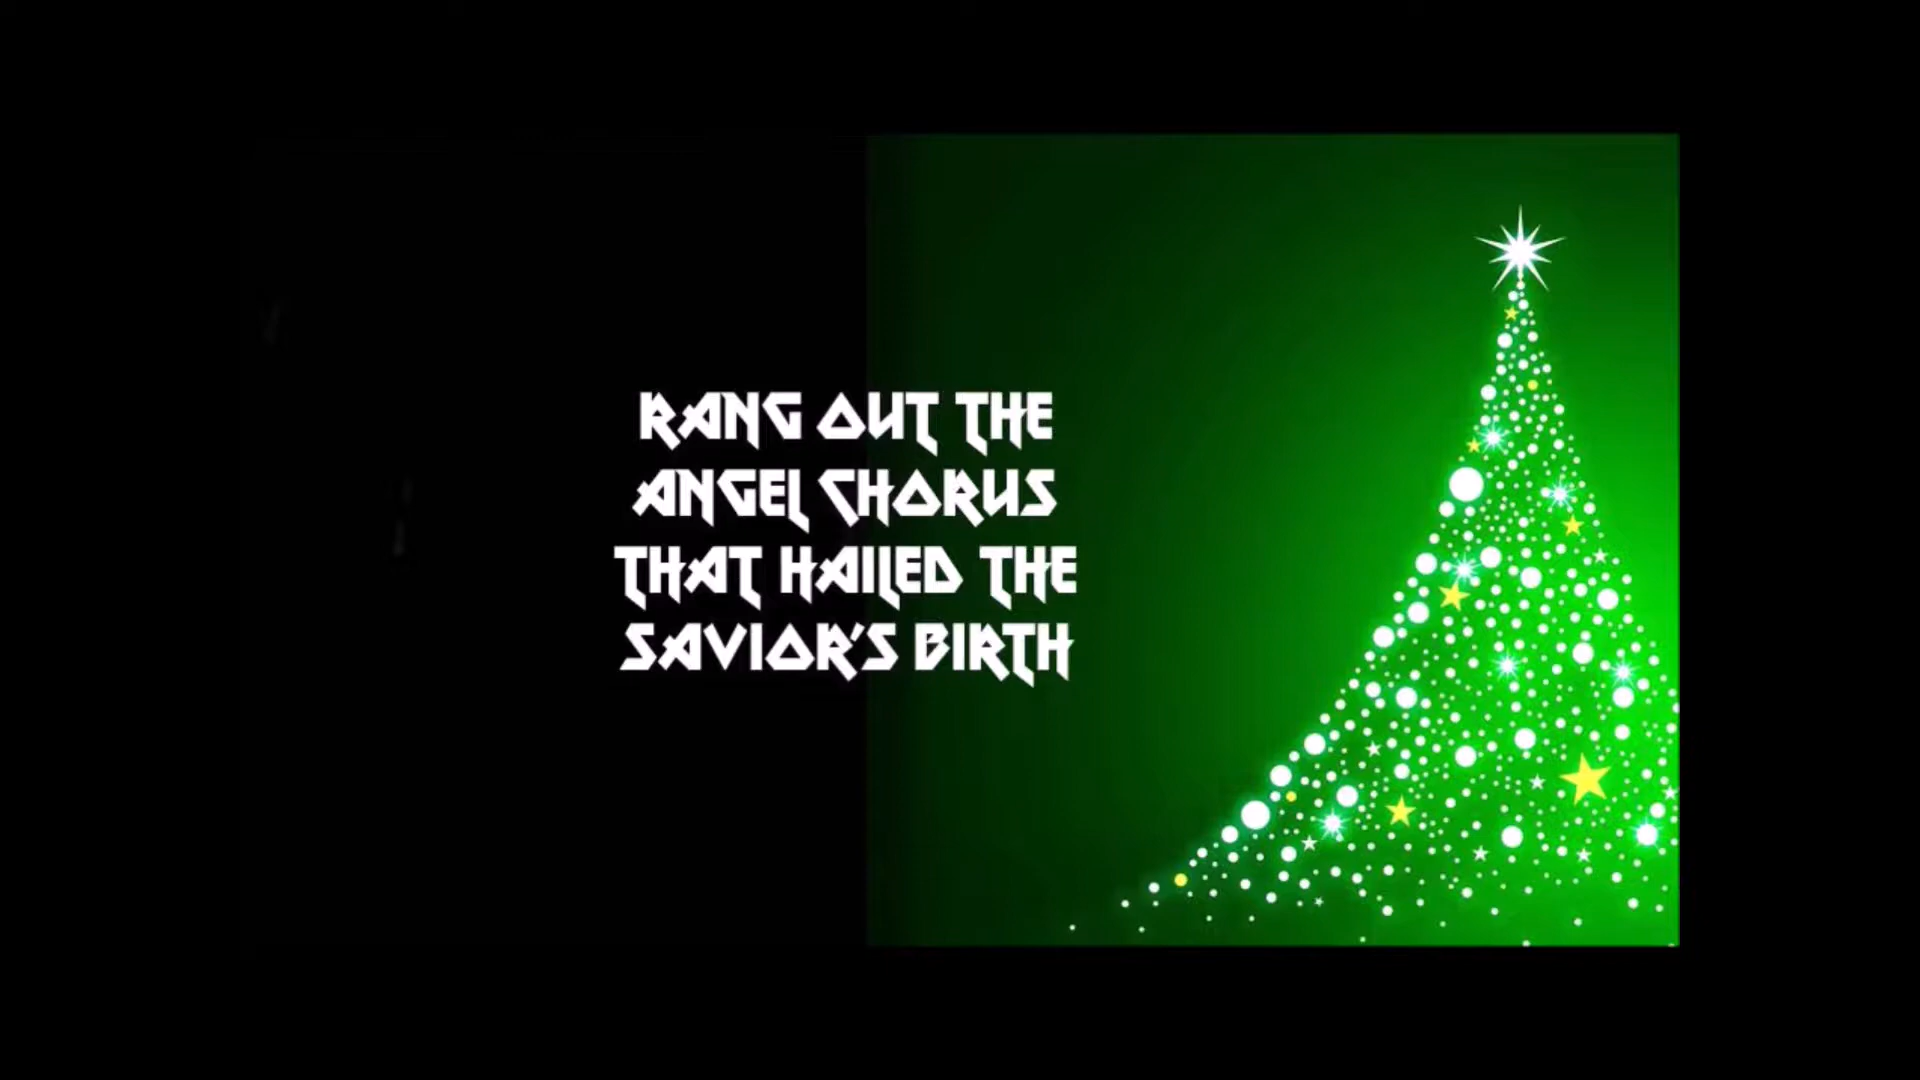 RANG OUT THE
ANGEL CHORUS
THAT HAILED THE
SAVIOR'S BIRTH